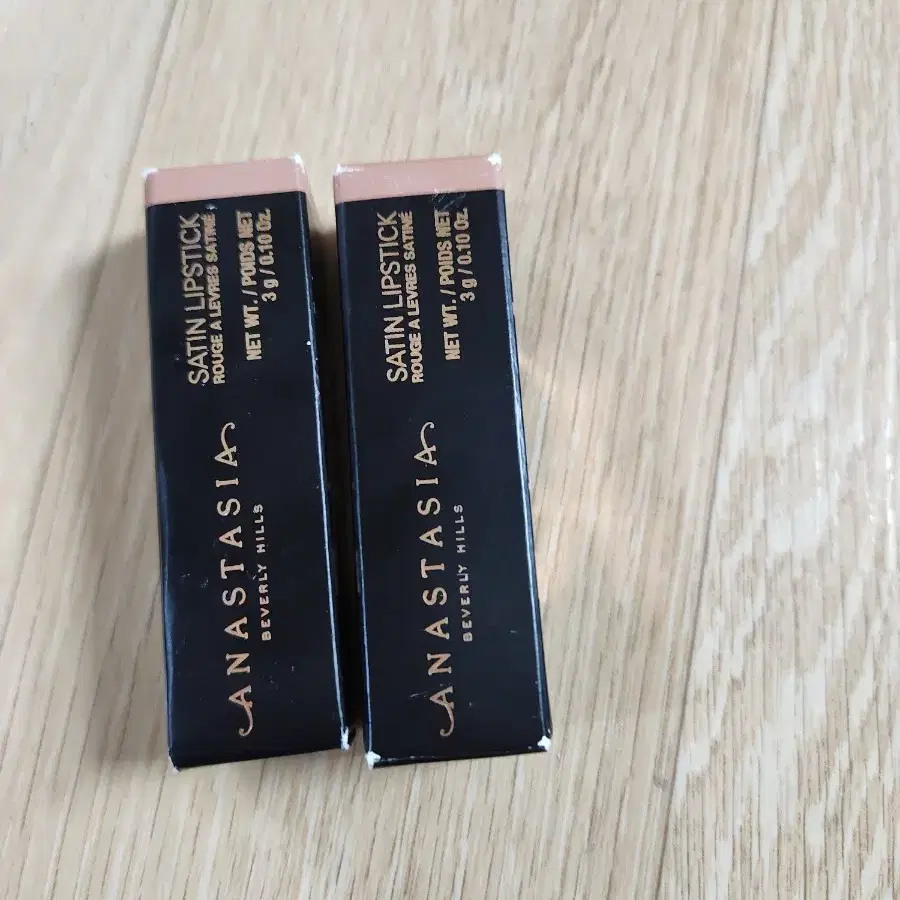 SATIN LIPSTICK
ROUGE A LEVRES SATINÉ
NET WT. / POIDS NET
3 g / 0.10 Oz.
ANASTASIA
BEVERLY HILLS
SATIN LIPSTICK
ROUGE A LEVRES SATINÉ
NET WT. / POIDS NET
3 g / 0.10 Oz.
ANASTASIA
BEVERLY HILLS